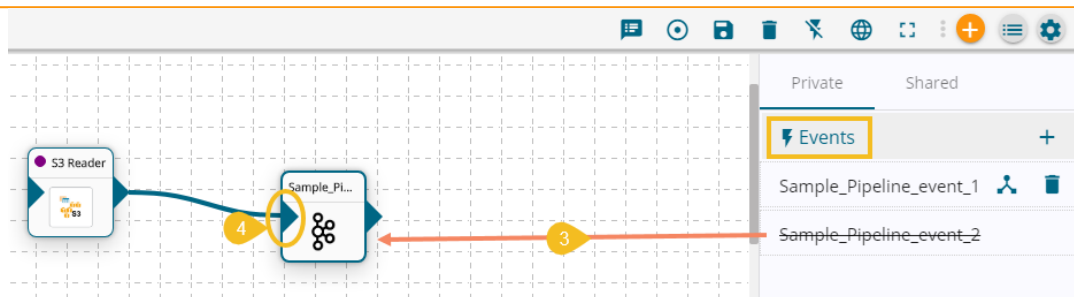 Private Shared
Events +
S3 Reader
S3
Sample_Pi...
Sample_Pipeline_event_1
4
3
Sample_Pipeline_event_2